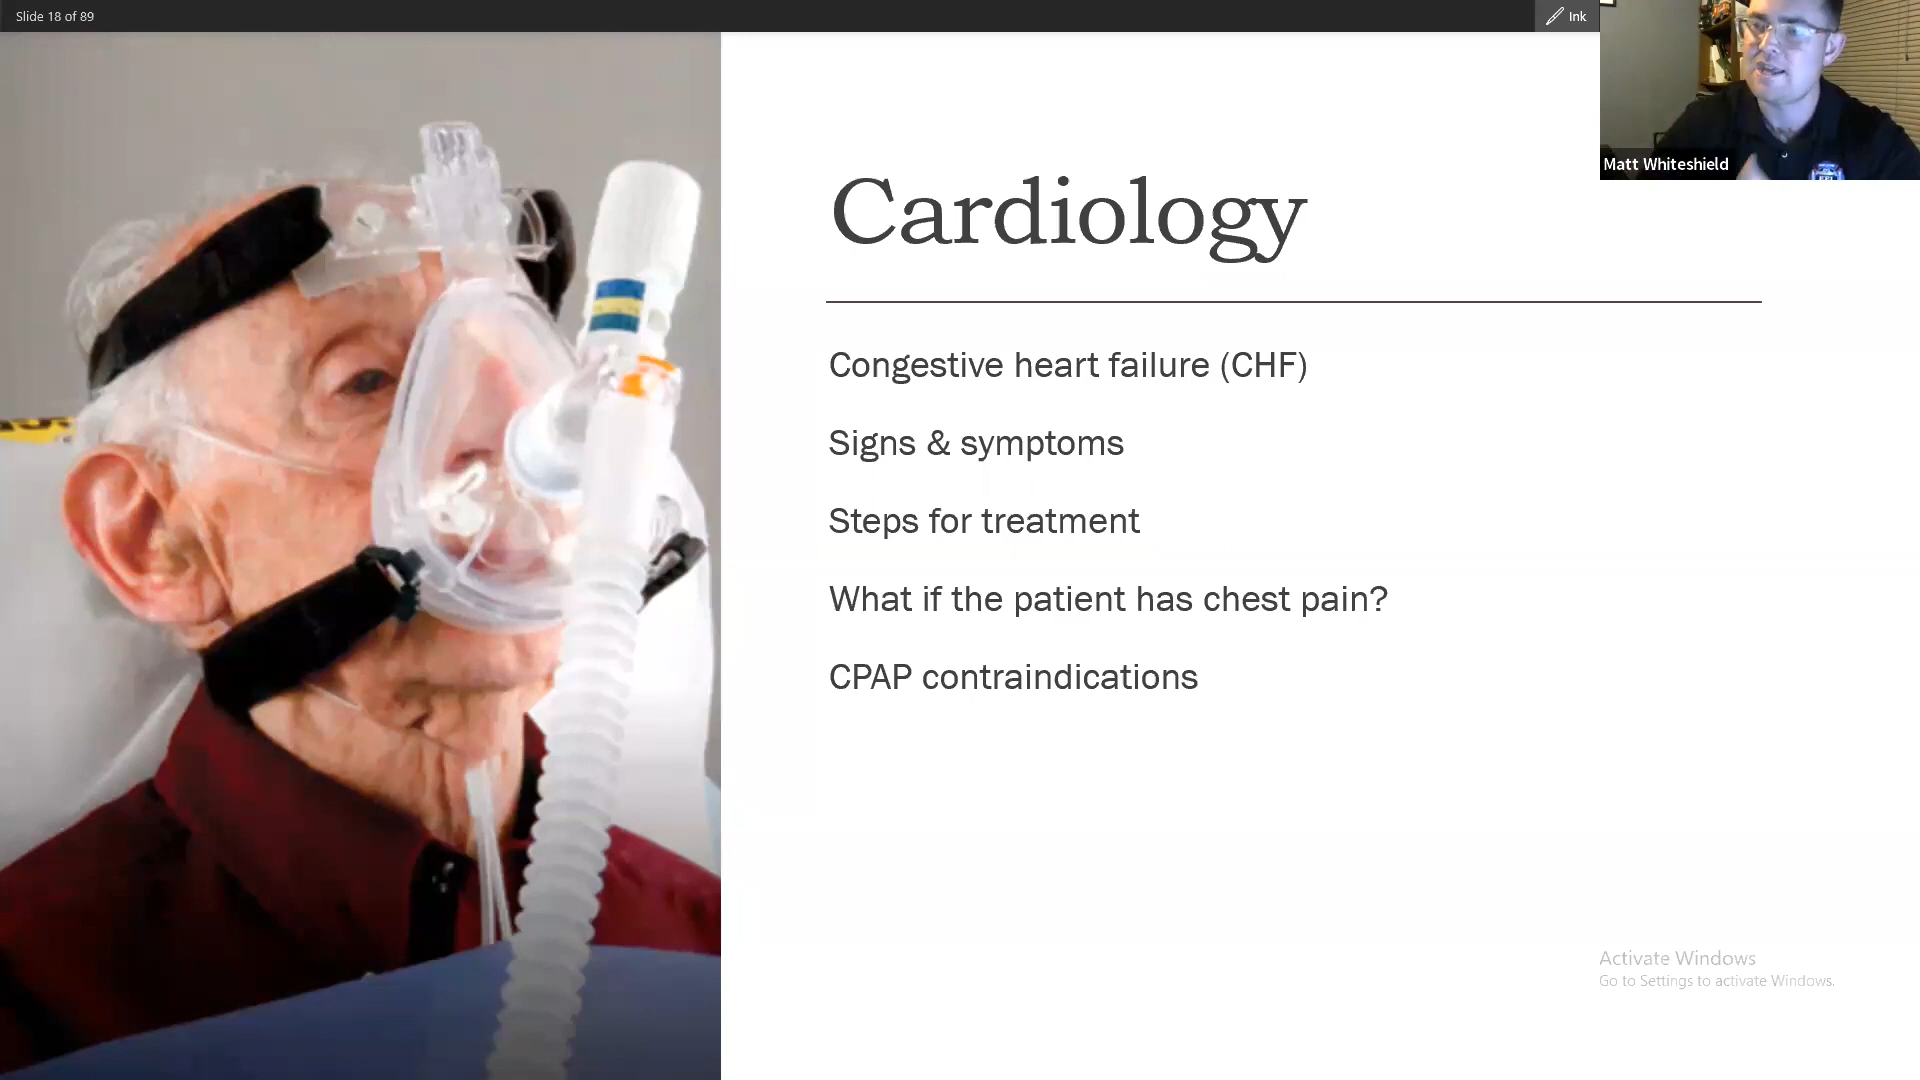 Slide 18 of 89
Ink
Matt Whiteshield
Cardiology
Congestive heart failure (CHF)
Signs & symptoms
Steps for treatment
What if the patient has chest pain?
CPAP contraindications
Activate Windows
Go to Settings to activate Windows.